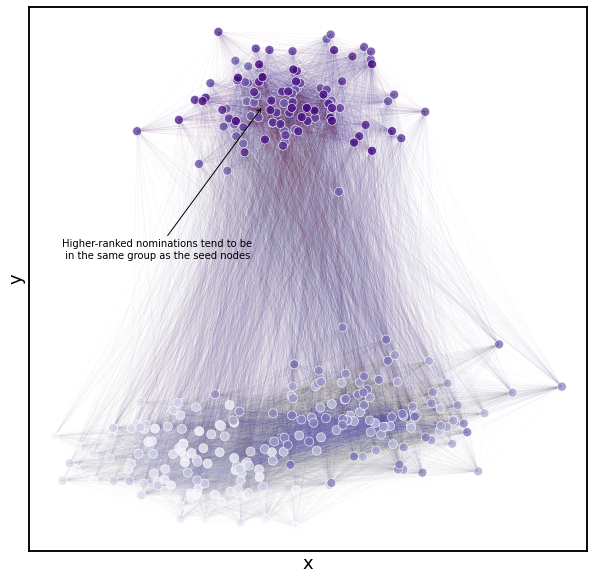 Higher-ranked nominations tend to be
in the same group as the seed nodes
y
x